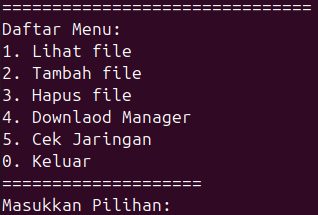 ===============================
Daftar Menu:
1. Lihat file
2. Tambah file
3. Hapus file
4. Downlaod Manager
5. Cek Jaringan
0. Keluar
====================
Masukkan Pilihan: